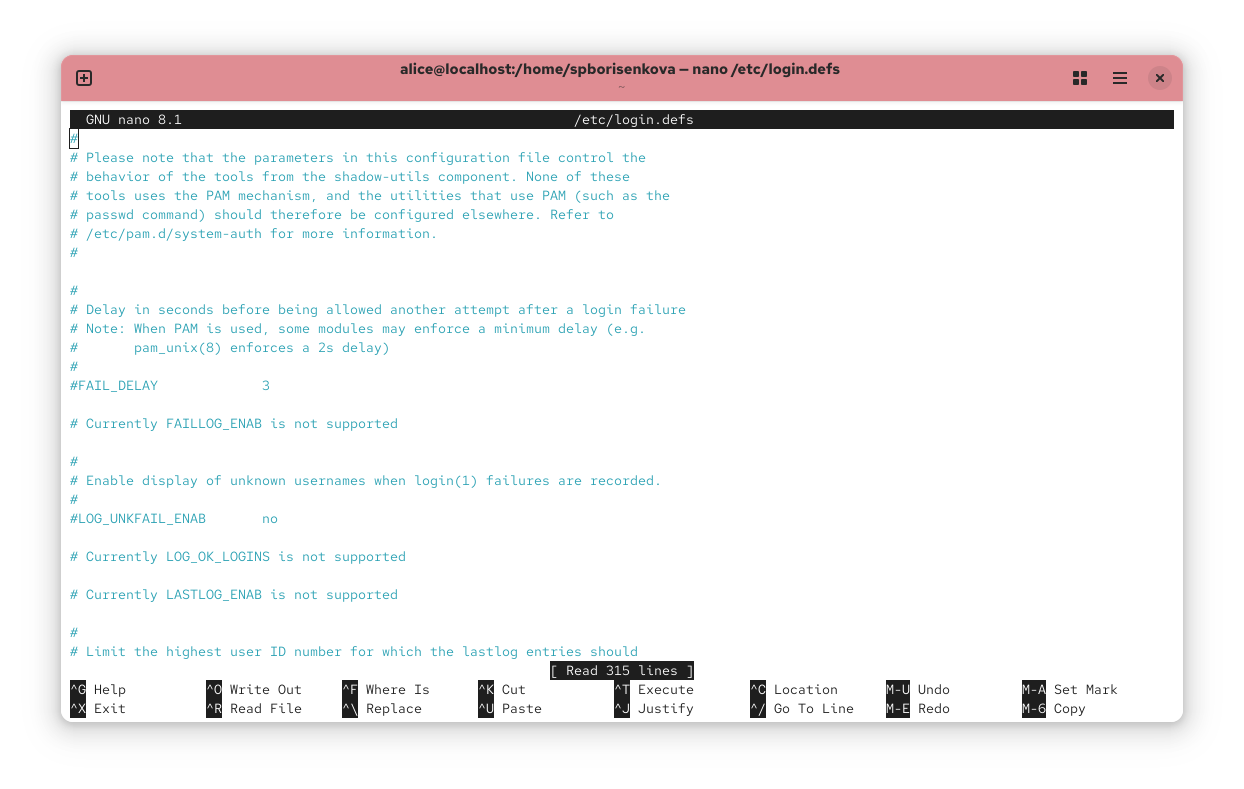 alice@localhost:/home/spborisenkova — nano /etc/login.defs
~
GNU nano 8.1 /etc/login.defs
#
# Please note that the parameters in this configuration file control the
# behavior of the tools from the shadow-utils component. None of these
# tools uses the PAM mechanism, and the utilities that use PAM (such as the
# passwd command) should therefore be configured elsewhere. Refer to
# /etc/pam.d/system-auth for more information.
#
#
# Delay in seconds before being allowed another attempt after a login failure
# Note: When PAM is used, some modules may enforce a minimum delay (e.g.
#       pam_unix(8) enforces a 2s delay)
#
#FAIL_DELAY             3
# Currently FAILLOG_ENAB is not supported
#
# Enable display of unknown usernames when login(1) failures are recorded.
#
#LOG_UNKFAIL_ENAB       no
# Currently LOG_OK_LOGINS is not supported
# Currently LASTLOG_ENAB is not supported
#
# Limit the highest user ID number for which the lastlog entries should
[ Read 315 lines ]
^G Help ^O Write Out ^F Where Is ^K Cut ^T Execute ^C Location M-U Undo M-A Set Mark
^X Exit ^R Read File ^\ Replace ^U Paste ^J Justify ^/ Go To Line M-E Redo M-6 Copy